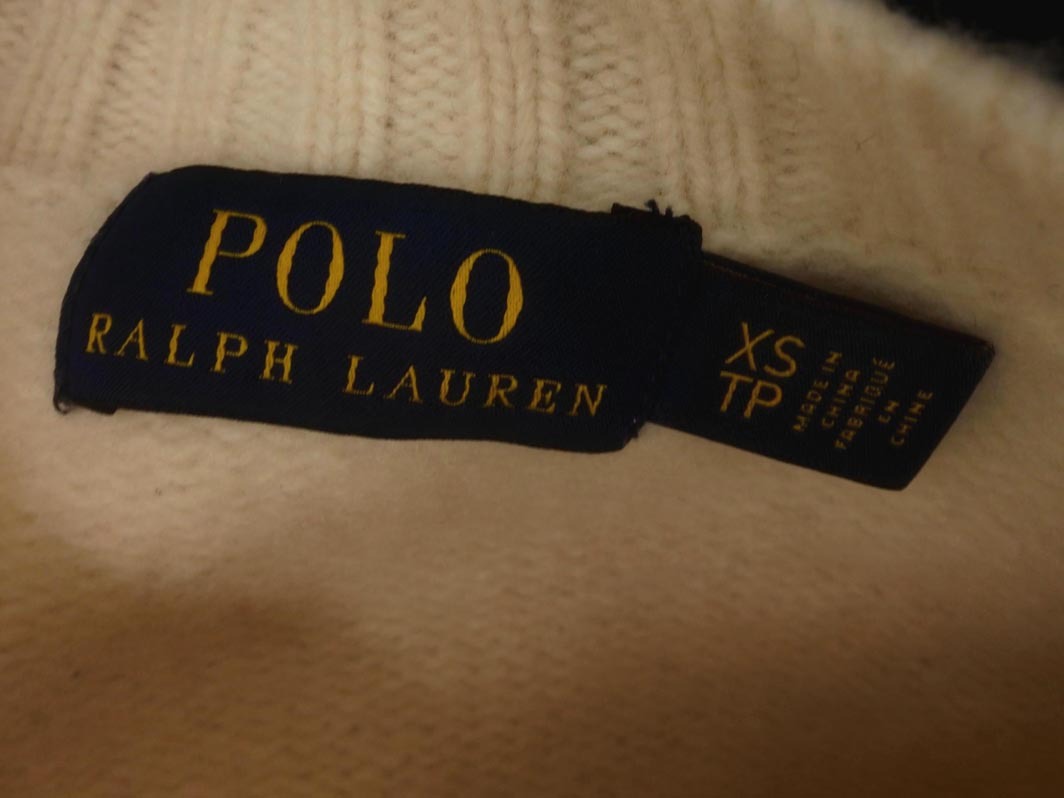 POLO
RALPH LAUREN
XS
TP
MADE IN
CHINA
FABRIQUÉ
EN
CHINE